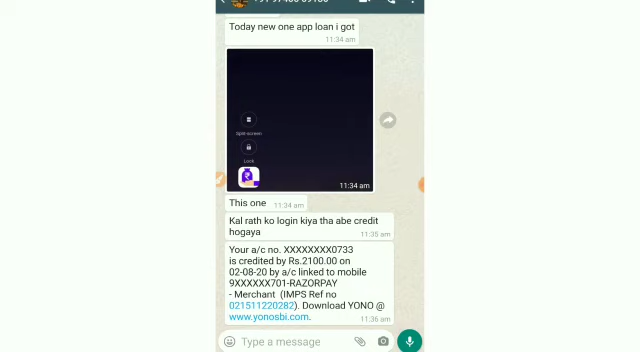 Today new one app loan i got
11:34 am
Split-screen
Lock
11:34 am
This one 11:34 am
Kal rath ko login kiya tha abe credit
hogaya
11:35 am
Your a/c no. XXXXXXXX0733
is credited by Rs.2100.00 on
02-08-20 by a/c linked to mobile
9XXXXXX701-RAZORPAY
- Merchant (IMPS Ref no
021511220282). Download YONO @
www.yonosbi.com.
11:36 am
Type a message